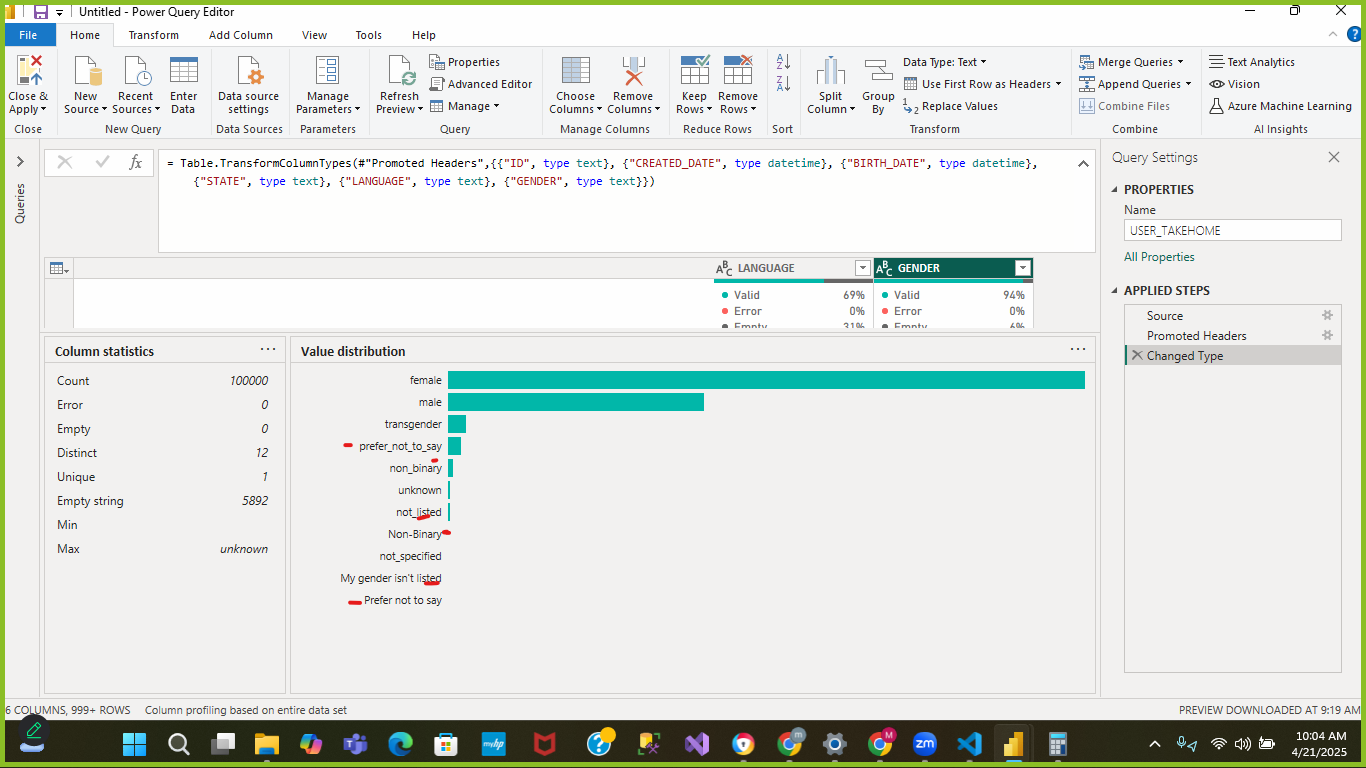 Untitled - Power Query Editor
File Home Transform Add Column View Tools Help
Close & Apply
New Source
Recent Sources
Enter Data
Data source settings
Manage Parameters
Refresh Preview
Properties
Advanced Editor
Manage
Choose Columns
Remove Columns
Keep Rows
Remove Rows
Split Column
Group By
Data Type: Text
Use First Row as Headers
Replace Values
Merge Queries
Append Queries
Combine Files
Text Analytics
Vision
Azure Machine Learning
Close New Query Data Sources Parameters Query Manage Columns Reduce Rows Sort Transform Combine AI Insights
Queries
fx
= Table.TransformColumnTypes(#"Promoted Headers",{{"ID", type text}, {"CREATED_DATE", type datetime}, {"BIRTH_DATE", type datetime},
{"STATE", type text}, {"LANGUAGE", type text}, {"GENDER", type text}})
ABC LANGUAGE ABC GENDER
Valid 69% Valid 94%
Error 0% Error 0%
Empty 31% Empty 6%
Column statistics
Count 100000
Error 0
Empty 0
Distinct 12
Unique 1
Empty string 5892
Min
Max unknown
Value distribution
female
male
transgender
prefer_not_to_say
non_binary
unknown
not_listed
Non-Binary
not_specified
My gender isn't listed
Prefer not to say
Query Settings
PROPERTIES
Name
USER_TAKEHOME
All Properties
APPLIED STEPS
Source
Promoted Headers
Changed Type
6 COLUMNS, 999+ ROWS Column profiling based on entire data set PREVIEW DOWNLOADED AT 9:19 AM
myhp
m
M
zm
10:04 AM
4/21/2025